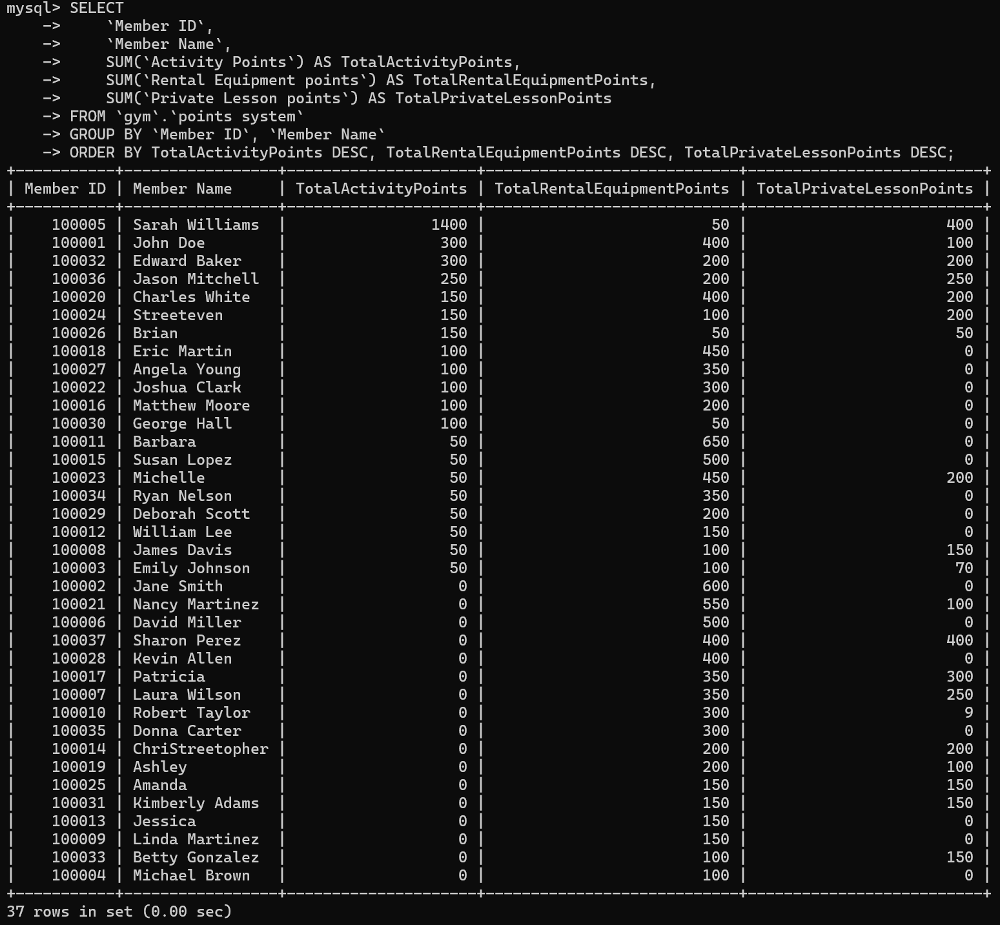 mysql> SELECT
    ->     `Member ID`,
    ->     `Member Name`,
    ->     SUM(`Activity Points`) AS TotalActivityPoints,
    ->     SUM(`Rental Equipment points`) AS TotalRentalEquipmentPoints,
    ->     SUM(`Private Lesson points`) AS TotalPrivateLessonPoints
    -> FROM `gym`.`points system`
    -> GROUP BY `Member ID`, `Member Name`
    -> ORDER BY TotalActivityPoints DESC, TotalRentalEquipmentPoints DESC, TotalPrivateLessonPoints DESC;
+-----------+-----------------+---------------------+----------------------------+--------------------------+
| Member ID | Member Name     | TotalActivityPoints | TotalRentalEquipmentPoints | TotalPrivateLessonPoints |
+-----------+-----------------+---------------------+----------------------------+--------------------------+
|    100005 | Sarah Williams  |                1400 |                         50 |                      400 |
|    100001 | John Doe        |                 300 |                        400 |                      100 |
|    100032 | Edward Baker    |                 300 |                        200 |                      200 |
|    100036 | Jason Mitchell  |                 250 |                        200 |                      250 |
|    100020 | Charles White   |                 150 |                        400 |                      200 |
|    100024 | Streeteven      |                 150 |                        100 |                      200 |
|    100026 | Brian           |                 150 |                         50 |                       50 |
|    100018 | Eric Martin     |                 100 |                        450 |                        0 |
|    100027 | Angela Young    |                 100 |                        350 |                        0 |
|    100022 | Joshua Clark    |                 100 |                        300 |                        0 |
|    100016 | Matthew Moore   |                 100 |                        200 |                        0 |
|    100030 | George Hall     |                 100 |                         50 |                        0 |
|    100011 | Barbara         |                  50 |                        650 |                        0 |
|    100015 | Susan Lopez     |                  50 |                        500 |                        0 |
|    100023 | Michelle        |                  50 |                        450 |                      200 |
|    100034 | Ryan Nelson     |                  50 |                        350 |                        0 |
|    100029 | Deborah Scott   |                  50 |                        200 |                        0 |
|    100012 | William Lee     |                  50 |                        150 |                        0 |
|    100008 | James Davis     |                  50 |                        100 |                      150 |
|    100003 | Emily Johnson   |                  50 |                        100 |                       70 |
|    100002 | Jane Smith      |                   0 |                        600 |                        0 |
|    100021 | Nancy Martinez  |                   0 |                        550 |                      100 |
|    100006 | David Miller    |                   0 |                        500 |                        0 |
|    100037 | Sharon Perez    |                   0 |                        400 |                      400 |
|    100028 | Kevin Allen     |                   0 |                        400 |                        0 |
|    100017 | Patricia        |                   0 |                        350 |                      300 |
|    100007 | Laura Wilson    |                   0 |                        350 |                      250 |
|    100010 | Robert Taylor   |                   0 |                        300 |                        9 |
|    100035 | Donna Carter    |                   0 |                        300 |                        0 |
|    100014 | ChriStreetopher |                   0 |                        200 |                      200 |
|    100019 | Ashley          |                   0 |                        200 |                      100 |
|    100025 | Amanda          |                   0 |                        150 |                      150 |
|    100031 | Kimberly Adams  |                   0 |                        150 |                      150 |
|    100013 | Jessica         |                   0 |                        150 |                        0 |
|    100009 | Linda Martinez  |                   0 |                        150 |                        0 |
|    100033 | Betty Gonzalez  |                   0 |                        100 |                      150 |
|    100004 | Michael Brown   |                   0 |                        100 |                        0 |
+-----------+-----------------+---------------------+----------------------------+--------------------------+
37 rows in set (0.00 sec)